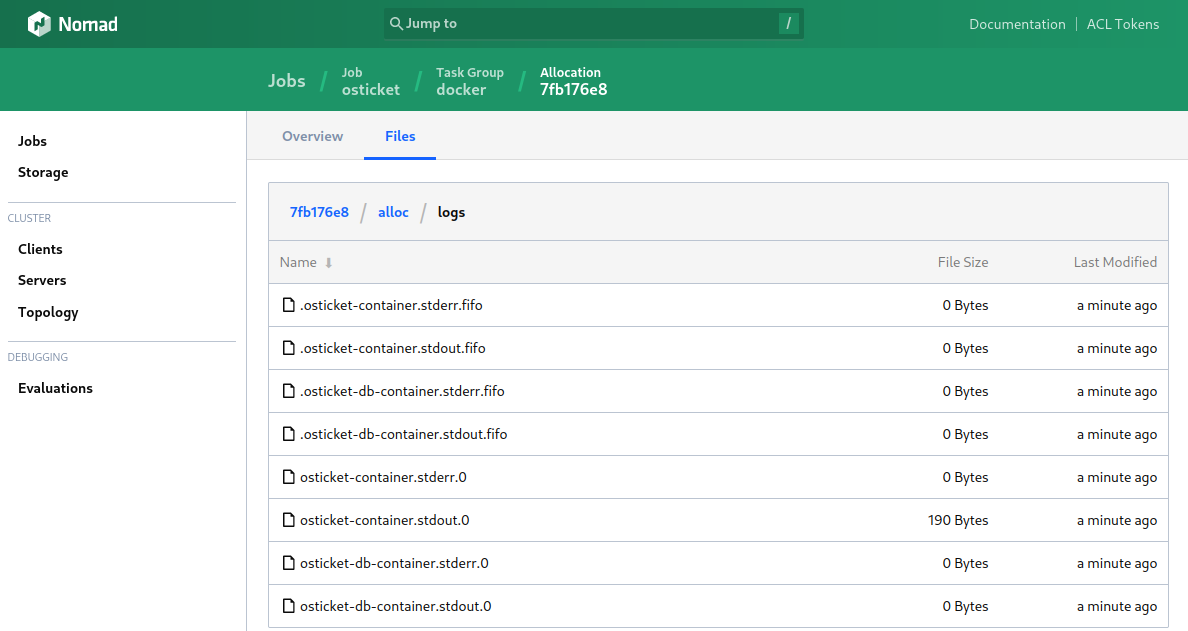 Nomad
Jump to /
Documentation | ACL Tokens
Jobs / Job osticket / Task Group docker / Allocation 7fb176e8
Jobs
Storage
CLUSTER
Clients
Servers
Topology
DEBUGGING
Evaluations
Overview Files
7fb176e8 / alloc / logs
Name File Size Last Modified
.osticket-container.stderr.fifo 0 Bytes a minute ago
.osticket-container.stdout.fifo 0 Bytes a minute ago
.osticket-db-container.stderr.fifo 0 Bytes a minute ago
.osticket-db-container.stdout.fifo 0 Bytes a minute ago
osticket-container.stderr.0 0 Bytes a minute ago
osticket-container.stdout.0 190 Bytes a minute ago
osticket-db-container.stderr.0 0 Bytes a minute ago
osticket-db-container.stdout.0 0 Bytes a minute ago